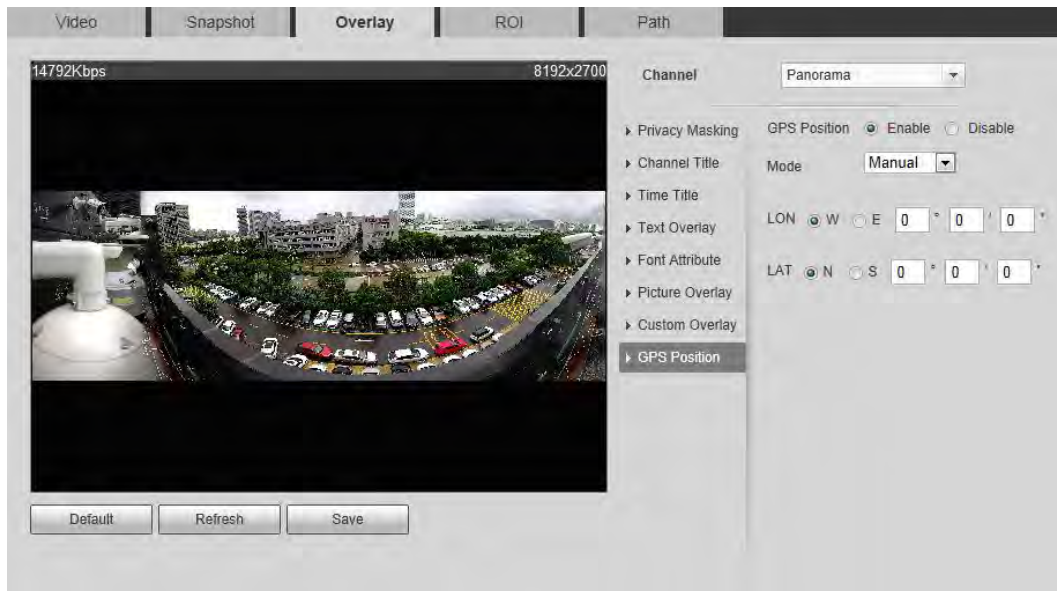 Video Snapshot Overlay ROI Path
14792Kbps 8192x2700
Channel Panorama
Privacy Masking
Channel Title
Time Title
Text Overlay
Font Attribute
Picture Overlay
Custom Overlay
GPS Position
GPS Position Enable Disable
Mode Manual
LON W E 0 ° 0 ' 0 "
LAT N S 0 ° 0 ' 0 "
Default Refresh Save